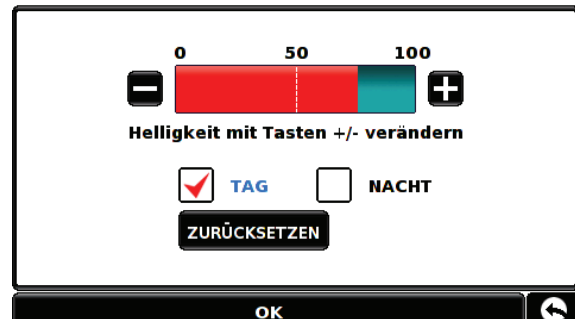 0 50 100
Helligkeit mit Tasten +/- verändern
TAG NACHT
ZURÜCKSETZEN
OK